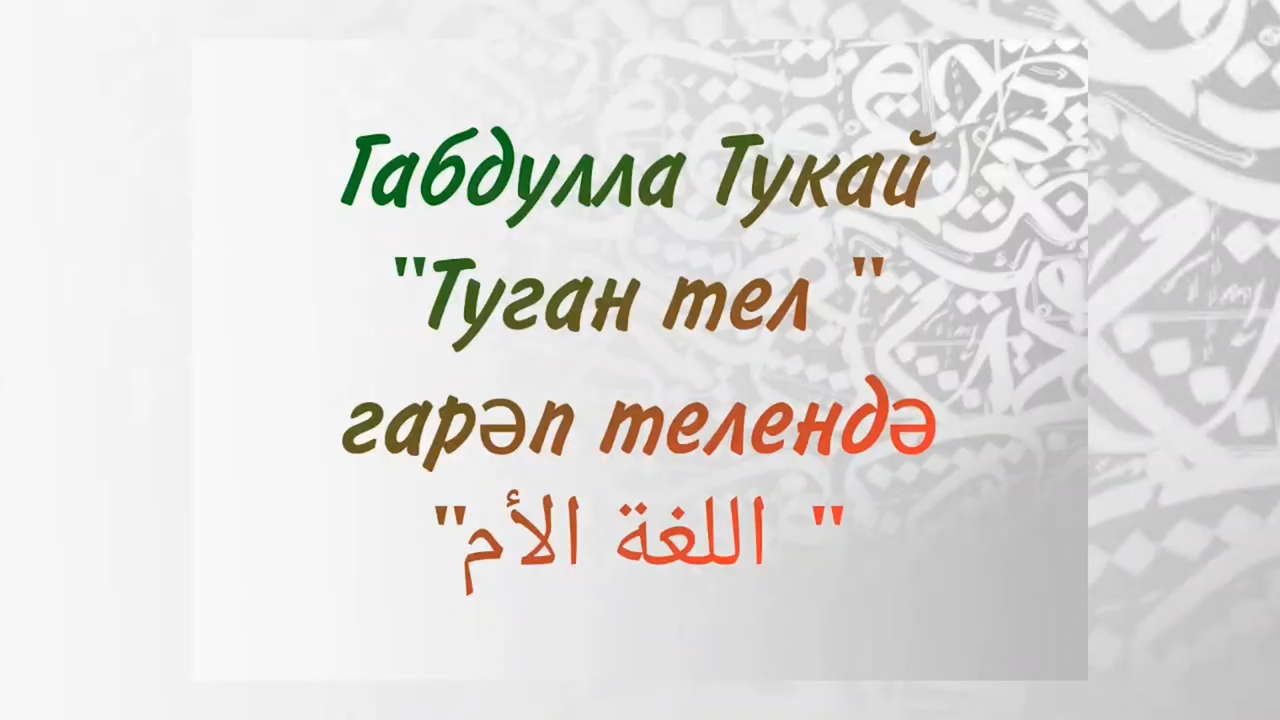 Габдулла Тукай
"Туган тел "
гарәп телендә
" اللغة الأم"